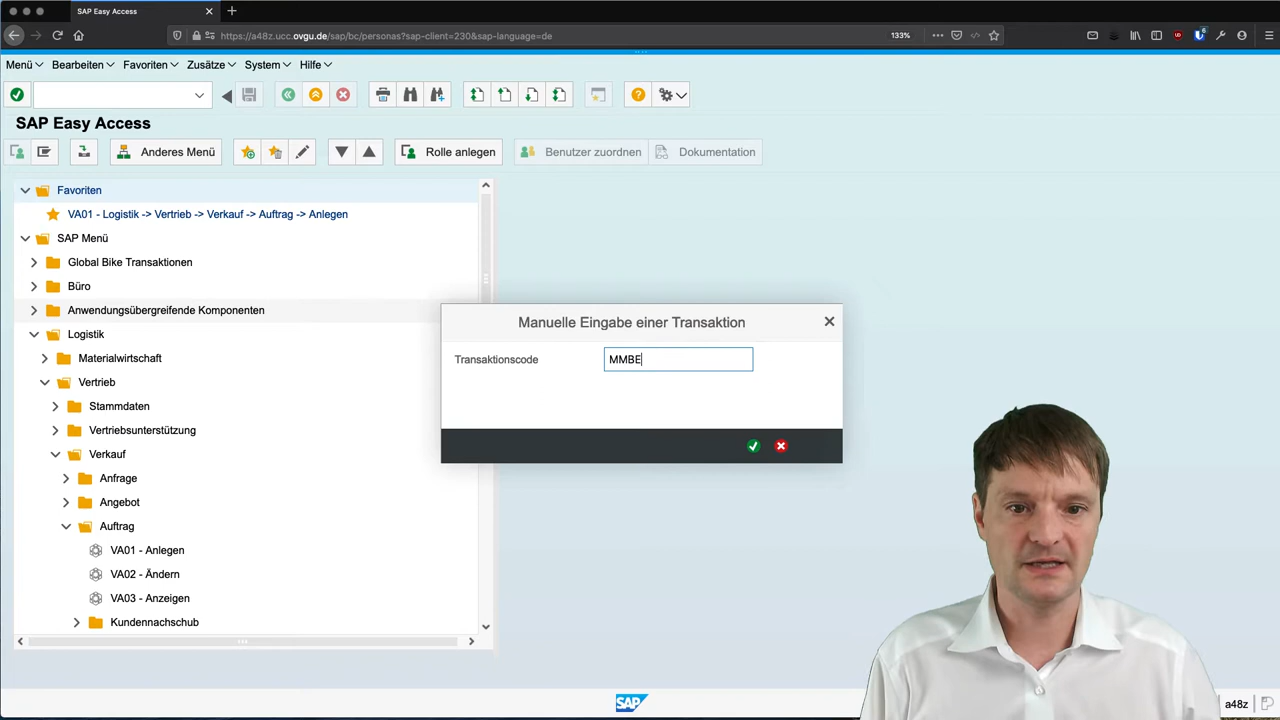 SAP Easy Access
https://a48z.ucc.ovgu.de/sap/bc/personas?sap-client=230&sap-language=de
133%
Menü Bearbeiten Favoriten Zusätze System Hilfe
SAP Easy Access
Anderes Menü Rolle anlegen Benutzer zuordnen Dokumentation
Favoriten
VA01 - Logistik -> Vertrieb -> Verkauf -> Auftrag -> Anlegen
SAP Menü
Global Bike Transaktionen
Büro
Anwendungsübergreifende Komponenten
Logistik
Materialwirtschaft
Vertrieb
Stammdaten
Vertriebsunterstützung
Verkauf
Anfrage
Angebot
Auftrag
VA01 - Anlegen
VA02 - Ändern
VA03 - Anzeigen
Kundennachschub
Manuelle Eingabe einer Transaktion
Transaktionscode MMBE
SAP
a48z